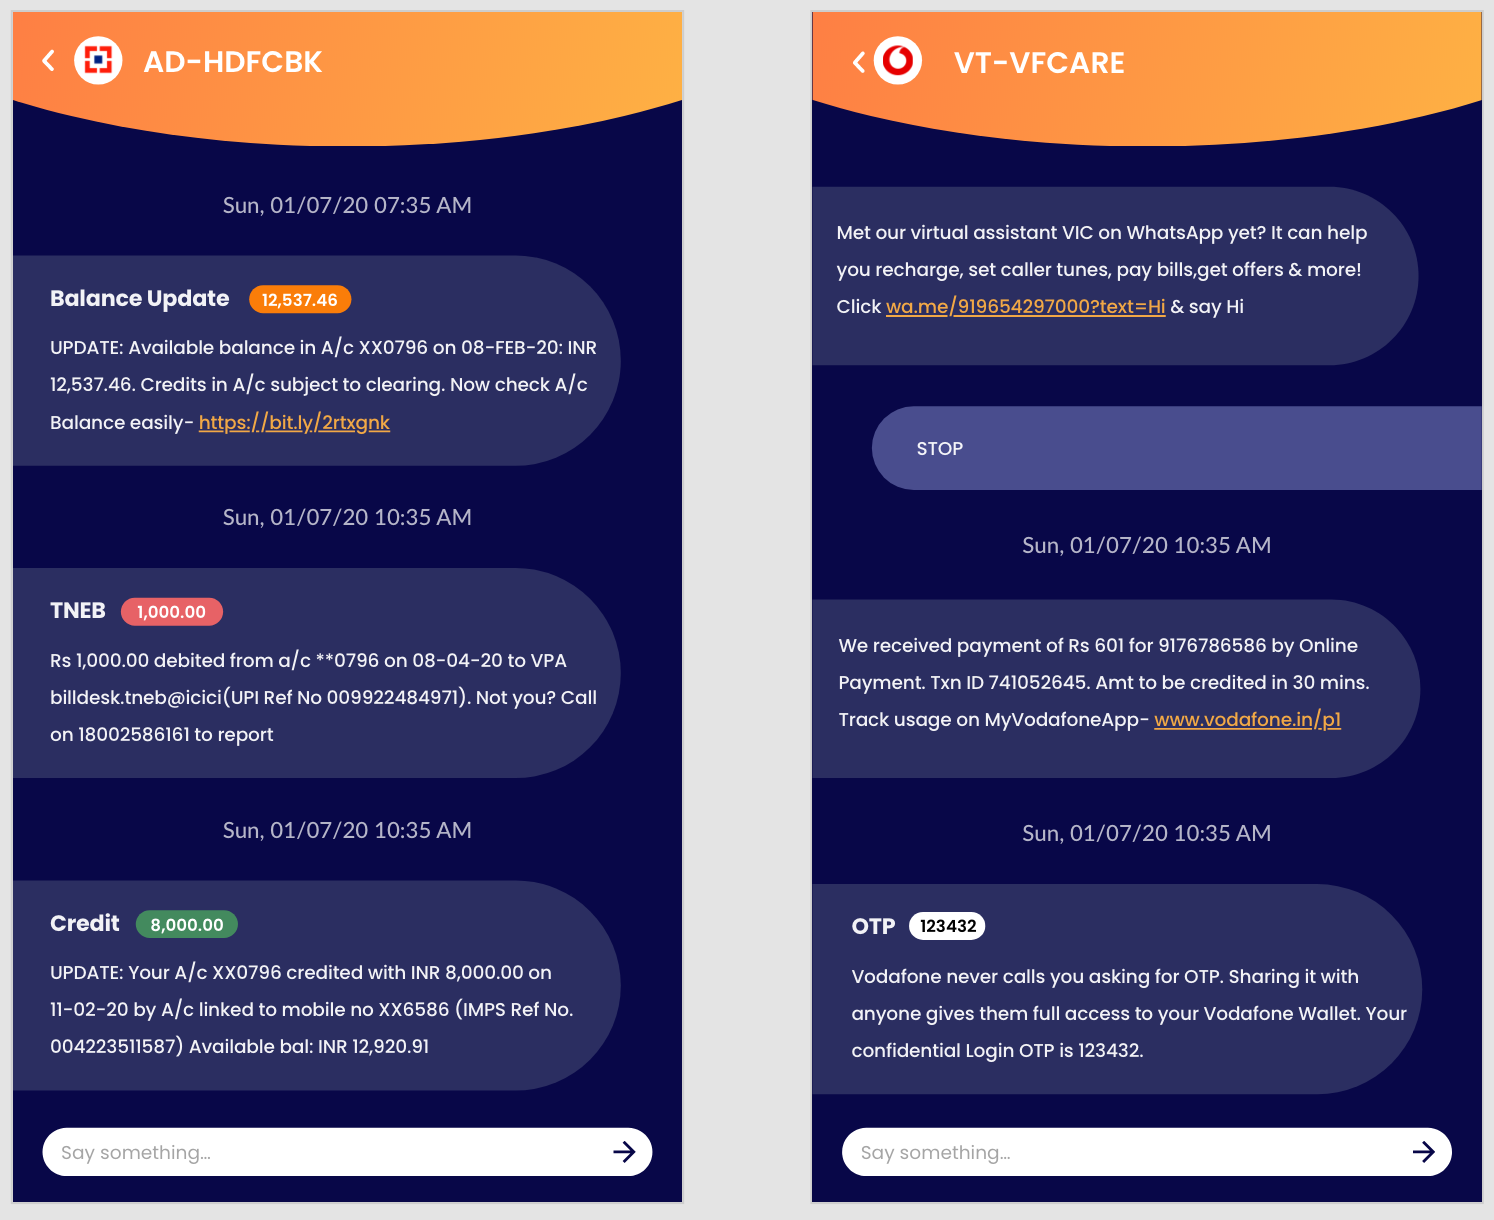 AD-HDFCBK
Sun, 01/07/20 07:35 AM
Balance Update 12,537.46
UPDATE: Available balance in A/c XX0796 on 08-FEB-20: INR
12,537.46. Credits in A/c subject to clearing. Now check A/c
Balance easily- https://bit.ly/2rtxgnk
Sun, 01/07/20 10:35 AM
TNEB 1,000.00
Rs 1,000.00 debited from a/c **0796 on 08-04-20 to VPA
billdesk.tneb@icici(UPI Ref No 009922484971). Not you? Call
on 18002586161 to report
Sun, 01/07/20 10:35 AM
Credit 8,000.00
UPDATE: Your A/c XX0796 credited with INR 8,000.00 on
11-02-20 by A/c linked to mobile no XX6586 (IMPS Ref No.
004223511587) Available bal: INR 12,920.91
Say something...
VT-VFCARE
Met our virtual assistant VIC on WhatsApp yet? It can help
you recharge, set caller tunes, pay bills,get offers & more!
Click wa.me/919654297000?text=Hi & say Hi
STOP
Sun, 01/07/20 10:35 AM
We received payment of Rs 601 for 9176786586 by Online
Payment. Txn ID 741052645. Amt to be credited in 30 mins.
Track usage on MyVodafoneApp- www.vodafone.in/p1
Sun, 01/07/20 10:35 AM
OTP 123432
Vodafone never calls you asking for OTP. Sharing it with
anyone gives them full access to your Vodafone Wallet. Your
confidential Login OTP is 123432.
Say something...